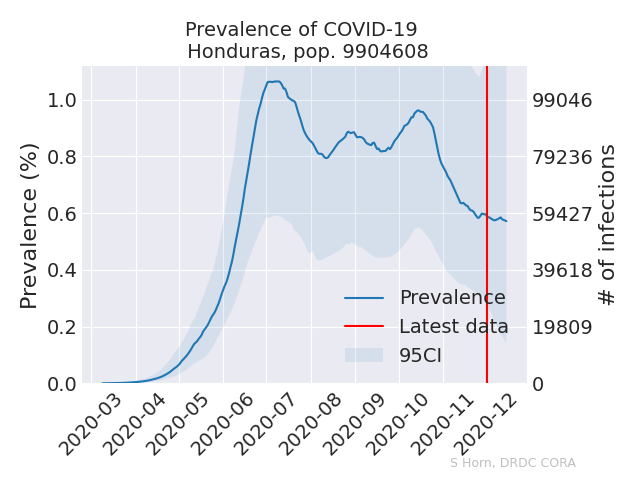 Prevalence of COVID-19
Honduras, pop. 9904608
Prevalence (%)
1.0
0.8
0.6
0.4
0.2
0.0
99046
79236
59427
39618
19809
0
# of infections
Prevalence
Latest data
95CI
2020-03
2020-04
2020-05
2020-06
2020-07
2020-08
2020-09
2020-10
2020-11
2020-12
S Horn, DRDC CORA